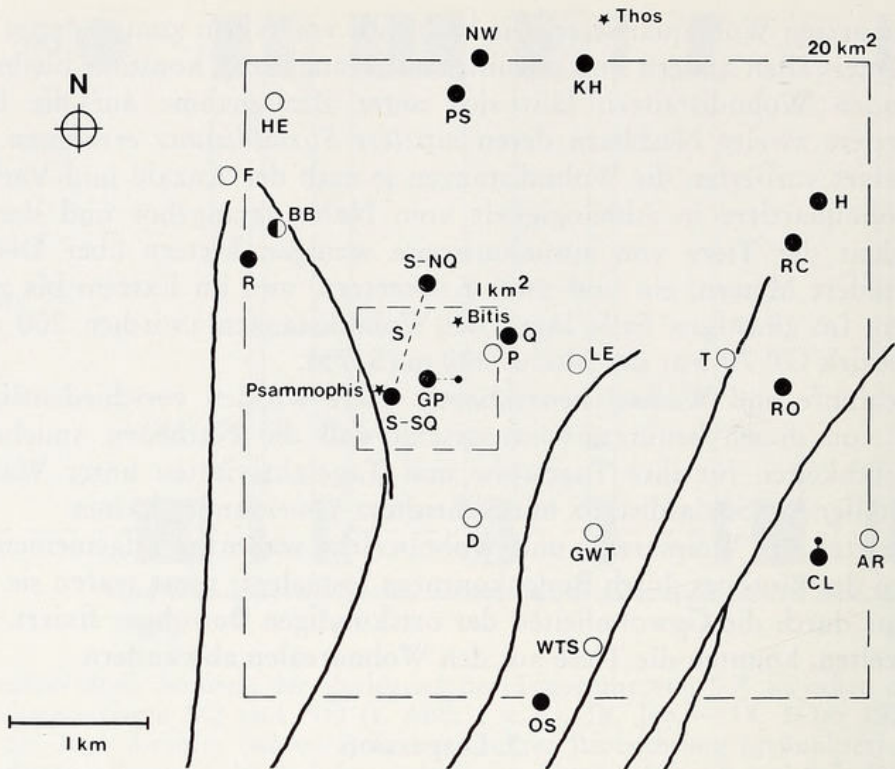 Thos
NW
20 km²
N
KH
PS
HE
F
H
BB
S-NQ
RC
R
1 km²
Bitis
S
Q
LE
P
T
Psammophis
GP
RO
S-SQ
D
GWT
AR
CL
WTS
OS
1 km